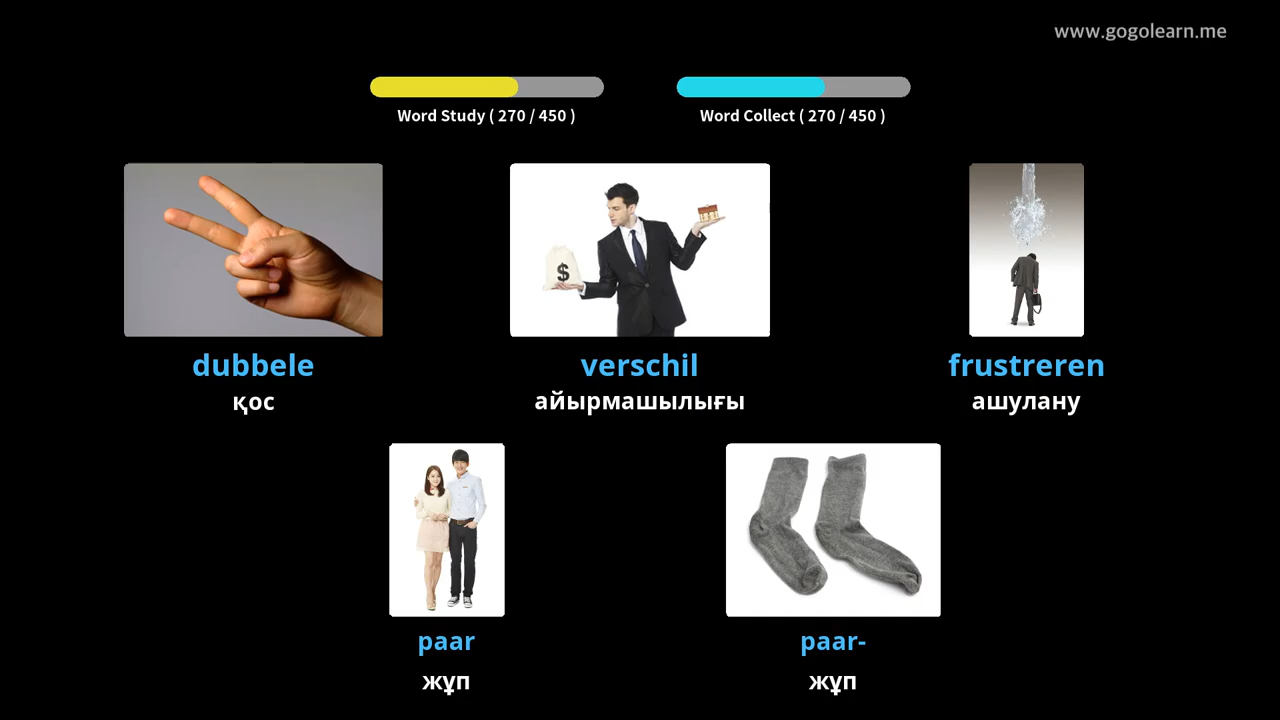 www.gogolearn.me
Word Study ( 270 / 450 )
Word Collect ( 270 / 450 )
$
dubbele
verschil
frustreren
қос
айырмашылығы
ашулану
paar
paar-
жұп
жұп